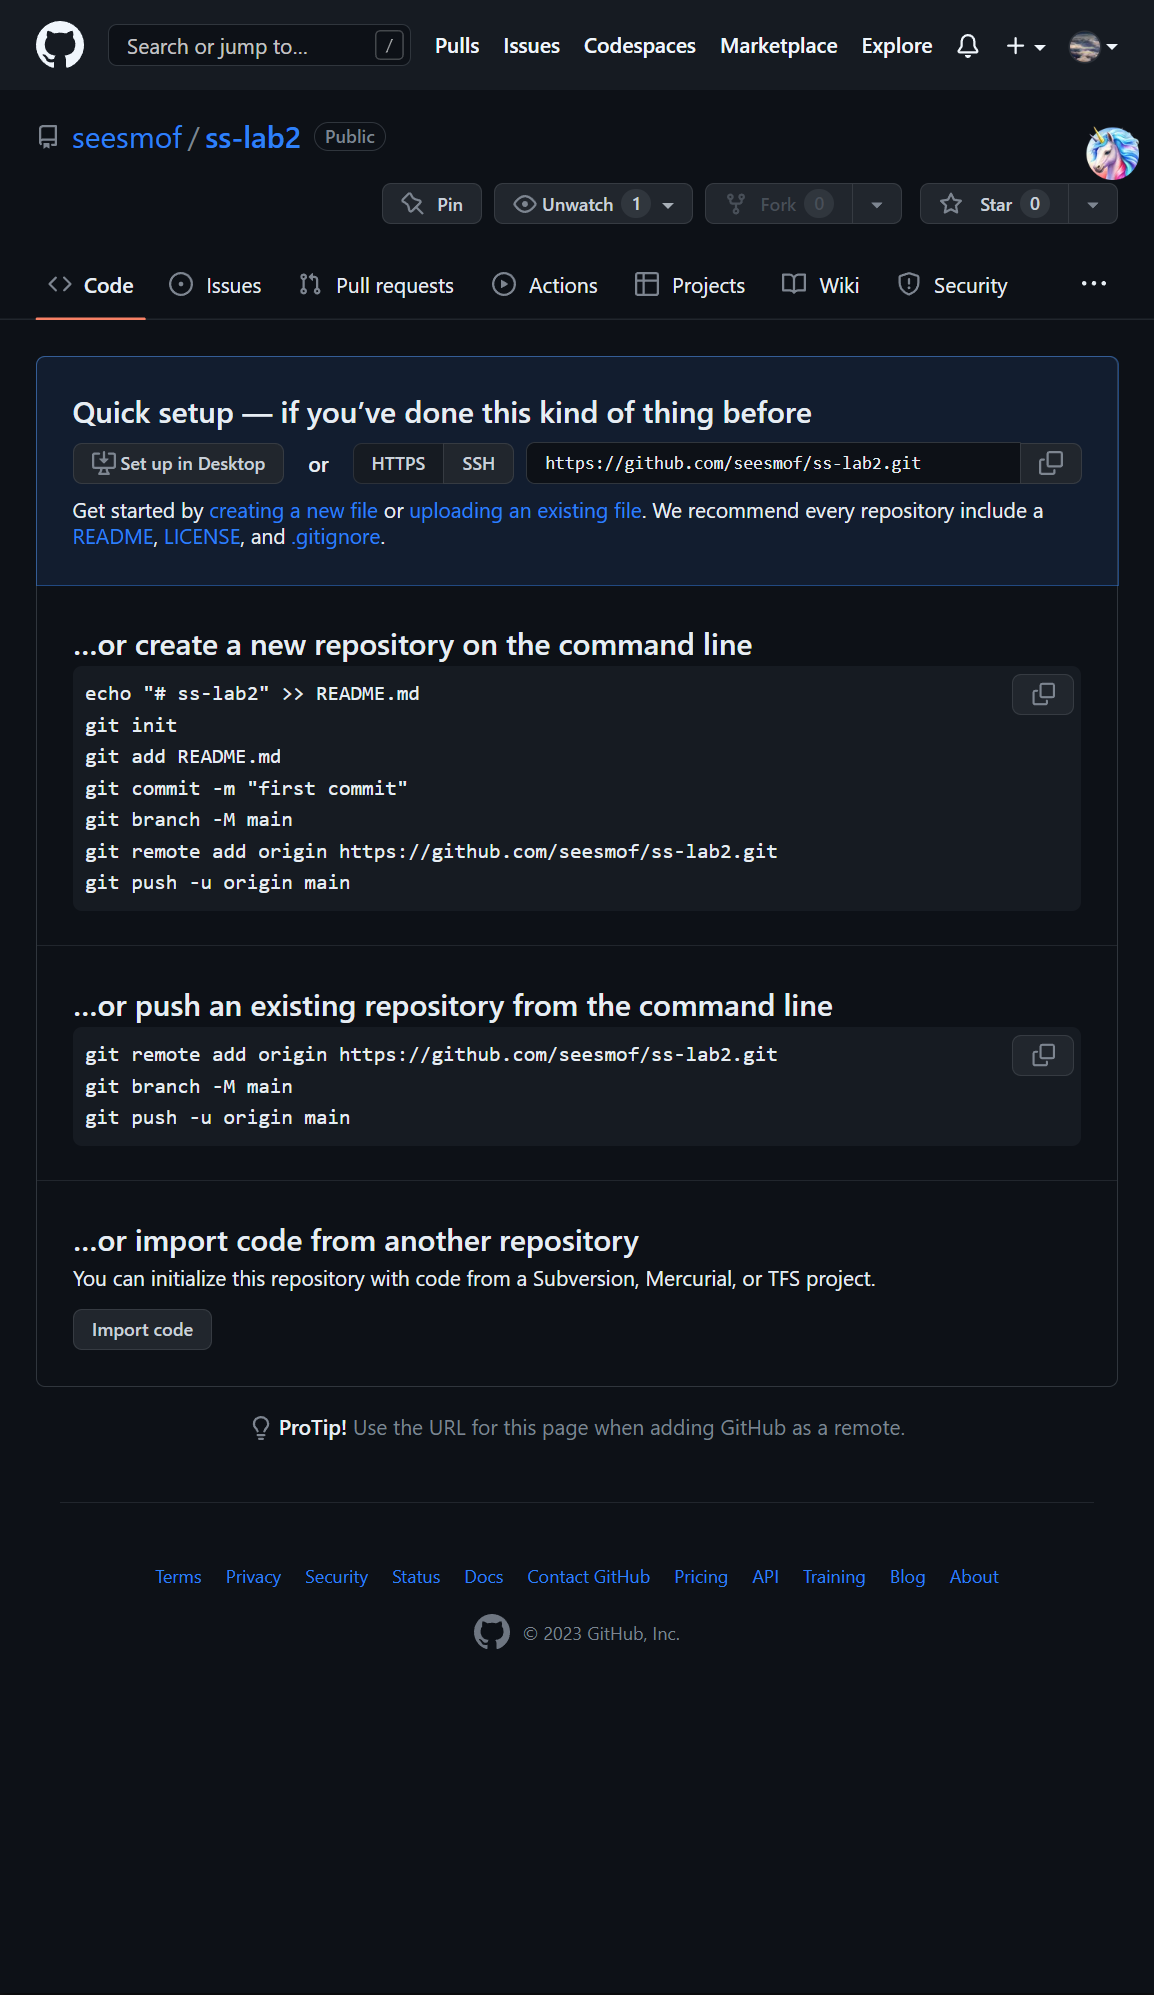 Search or jump to... / Pulls Issues Codespaces Marketplace Explore
seesmof / ss-lab2 Public
Pin Unwatch 1 Fork 0 Star 0
Code Issues Pull requests Actions Projects Wiki Security
Quick setup — if you’ve done this kind of thing before
Set up in Desktop or HTTPS SSH https://github.com/seesmof/ss-lab2.git
Get started by creating a new file or uploading an existing file. We recommend every repository include a
README, LICENSE, and .gitignore.
…or create a new repository on the command line
echo "# ss-lab2" >> README.md
git init
git add README.md
git commit -m "first commit"
git branch -M main
git remote add origin https://github.com/seesmof/ss-lab2.git
git push -u origin main
…or push an existing repository from the command line
git remote add origin https://github.com/seesmof/ss-lab2.git
git branch -M main
git push -u origin main
…or import code from another repository
You can initialize this repository with code from a Subversion, Mercurial, or TFS project.
Import code
ProTip! Use the URL for this page when adding GitHub as a remote.
Terms Privacy Security Status Docs Contact GitHub Pricing API Training Blog About
© 2023 GitHub, Inc.